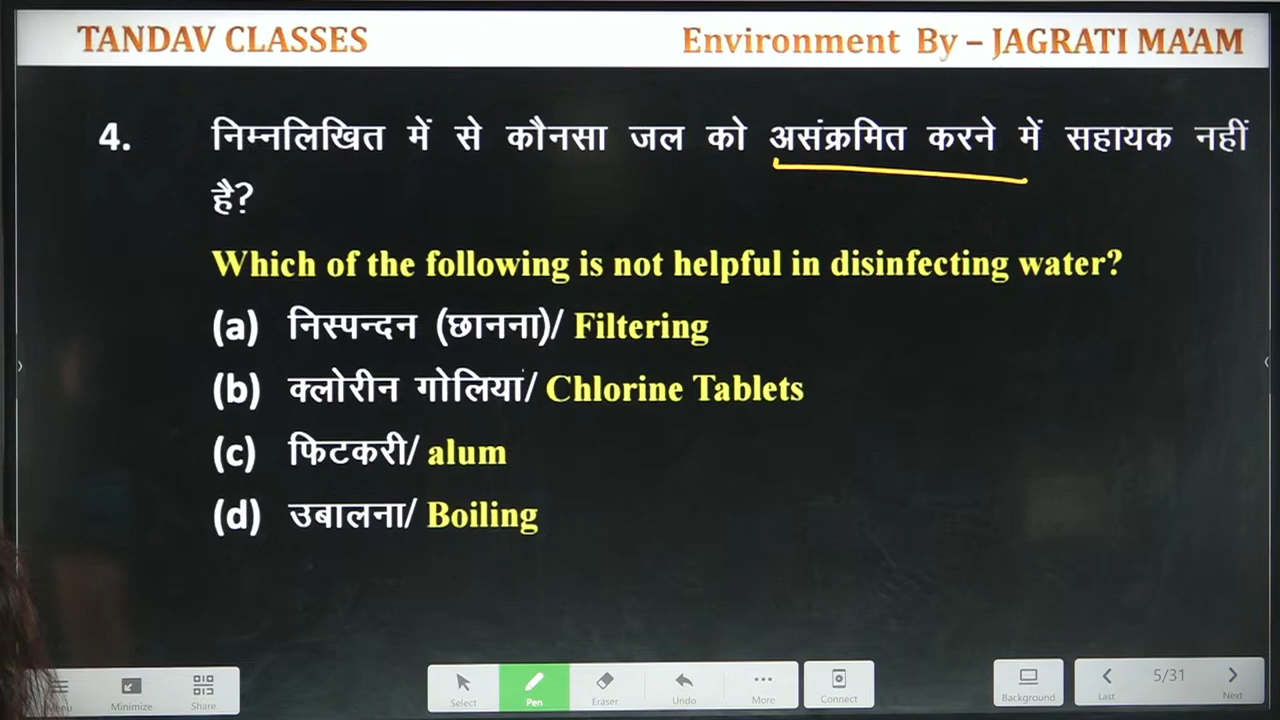 TANDAV CLASSES
Environment By – JAGRATI MA'AM
4. निम्नलिखित में से कौनसा जल को असंक्रमित करने में सहायक नहीं
है?
Which of the following is not helpful in disinfecting water?
(a) निस्पन्दन (छानना)/ Filtering
(b) क्लोरीन गोलियां/ Chlorine Tablets
(c) फिटकरी/ alum
(d) उबालना/ Boiling
Minimize
Share
Select
Pen
Eraser
Undo
More
Connect
Background
Last
5/31
Next